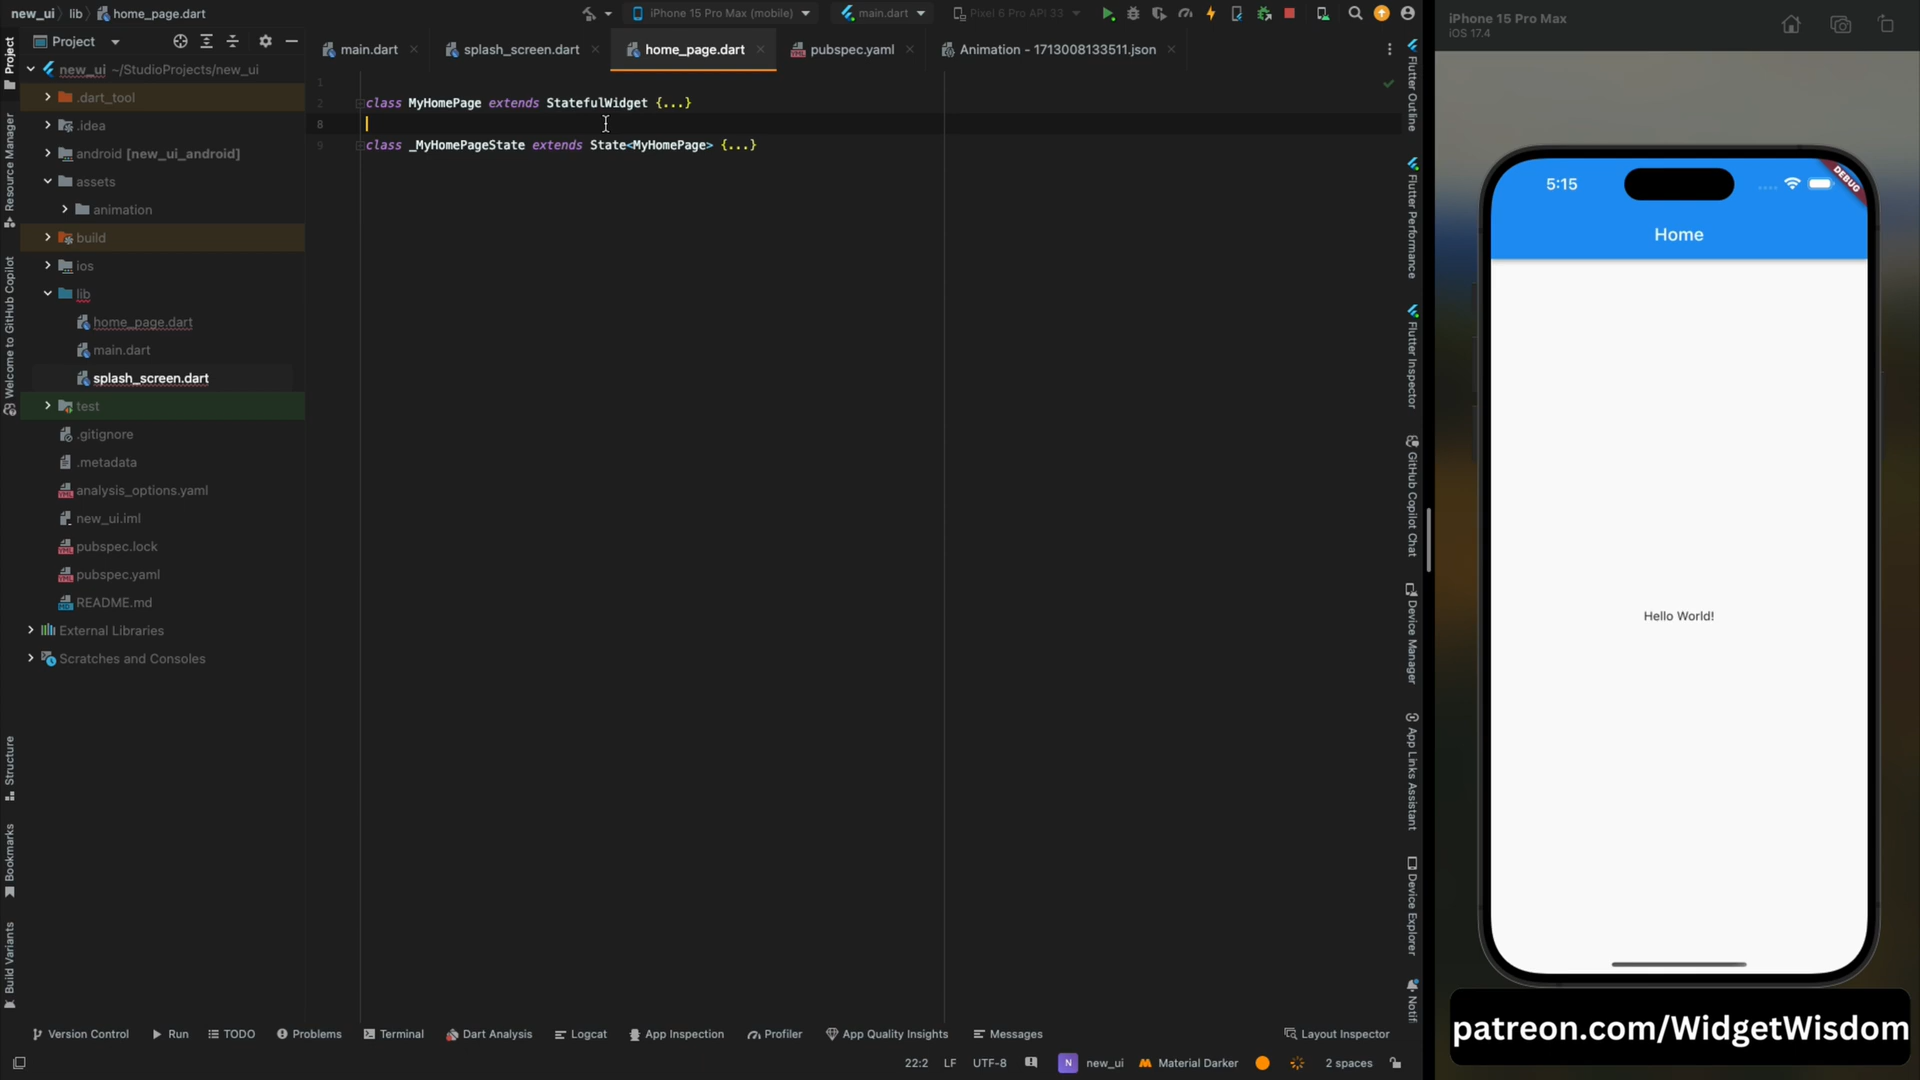 new_ui
lib
home_page.dart
iPhone 15 Pro Max (mobile)
main.dart
Pixel 6 Pro API 33
Project
main.dart
splash_screen.dart
home_page.dart
pubspec.yaml
Animation - 1713008133511.json
new_ui ~/StudioProjects/new_ui
.dart_tool
.idea
android [new_ui_android]
assets
animation
build
ios
lib
home_page.dart
main.dart
splash_screen.dart
test
.gitignore
.metadata
analysis_options.yaml
new_ui.iml
pubspec.lock
pubspec.yaml
README.md
External Libraries
Scratches and Consoles
1
2 class MyHomePage extends StatefulWidget {...}
8
9 class _MyHomePageState extends State<MyHomePage> {...}
Project
Resource Manager
Welcome to GitHub Copilot
Structure
Bookmarks
Build Variants
Flutter Outline
Flutter Performance
Flutter Inspector
GitHub Copilot Chat
Device Manager
App Links Assistant
Device Explorer
Notifi
Version Control
Run
TODO
Problems
Terminal
Dart Analysis
Logcat
App Inspection
Profiler
App Quality Insights
Messages
Layout Inspector
22:2 LF UTF-8
N
new_ui
Material Darker
2 spaces
iPhone 15 Pro Max
iOS 17.4
5:15
DEBUG
Home
Hello World!
patreon.com/WidgetWisdom